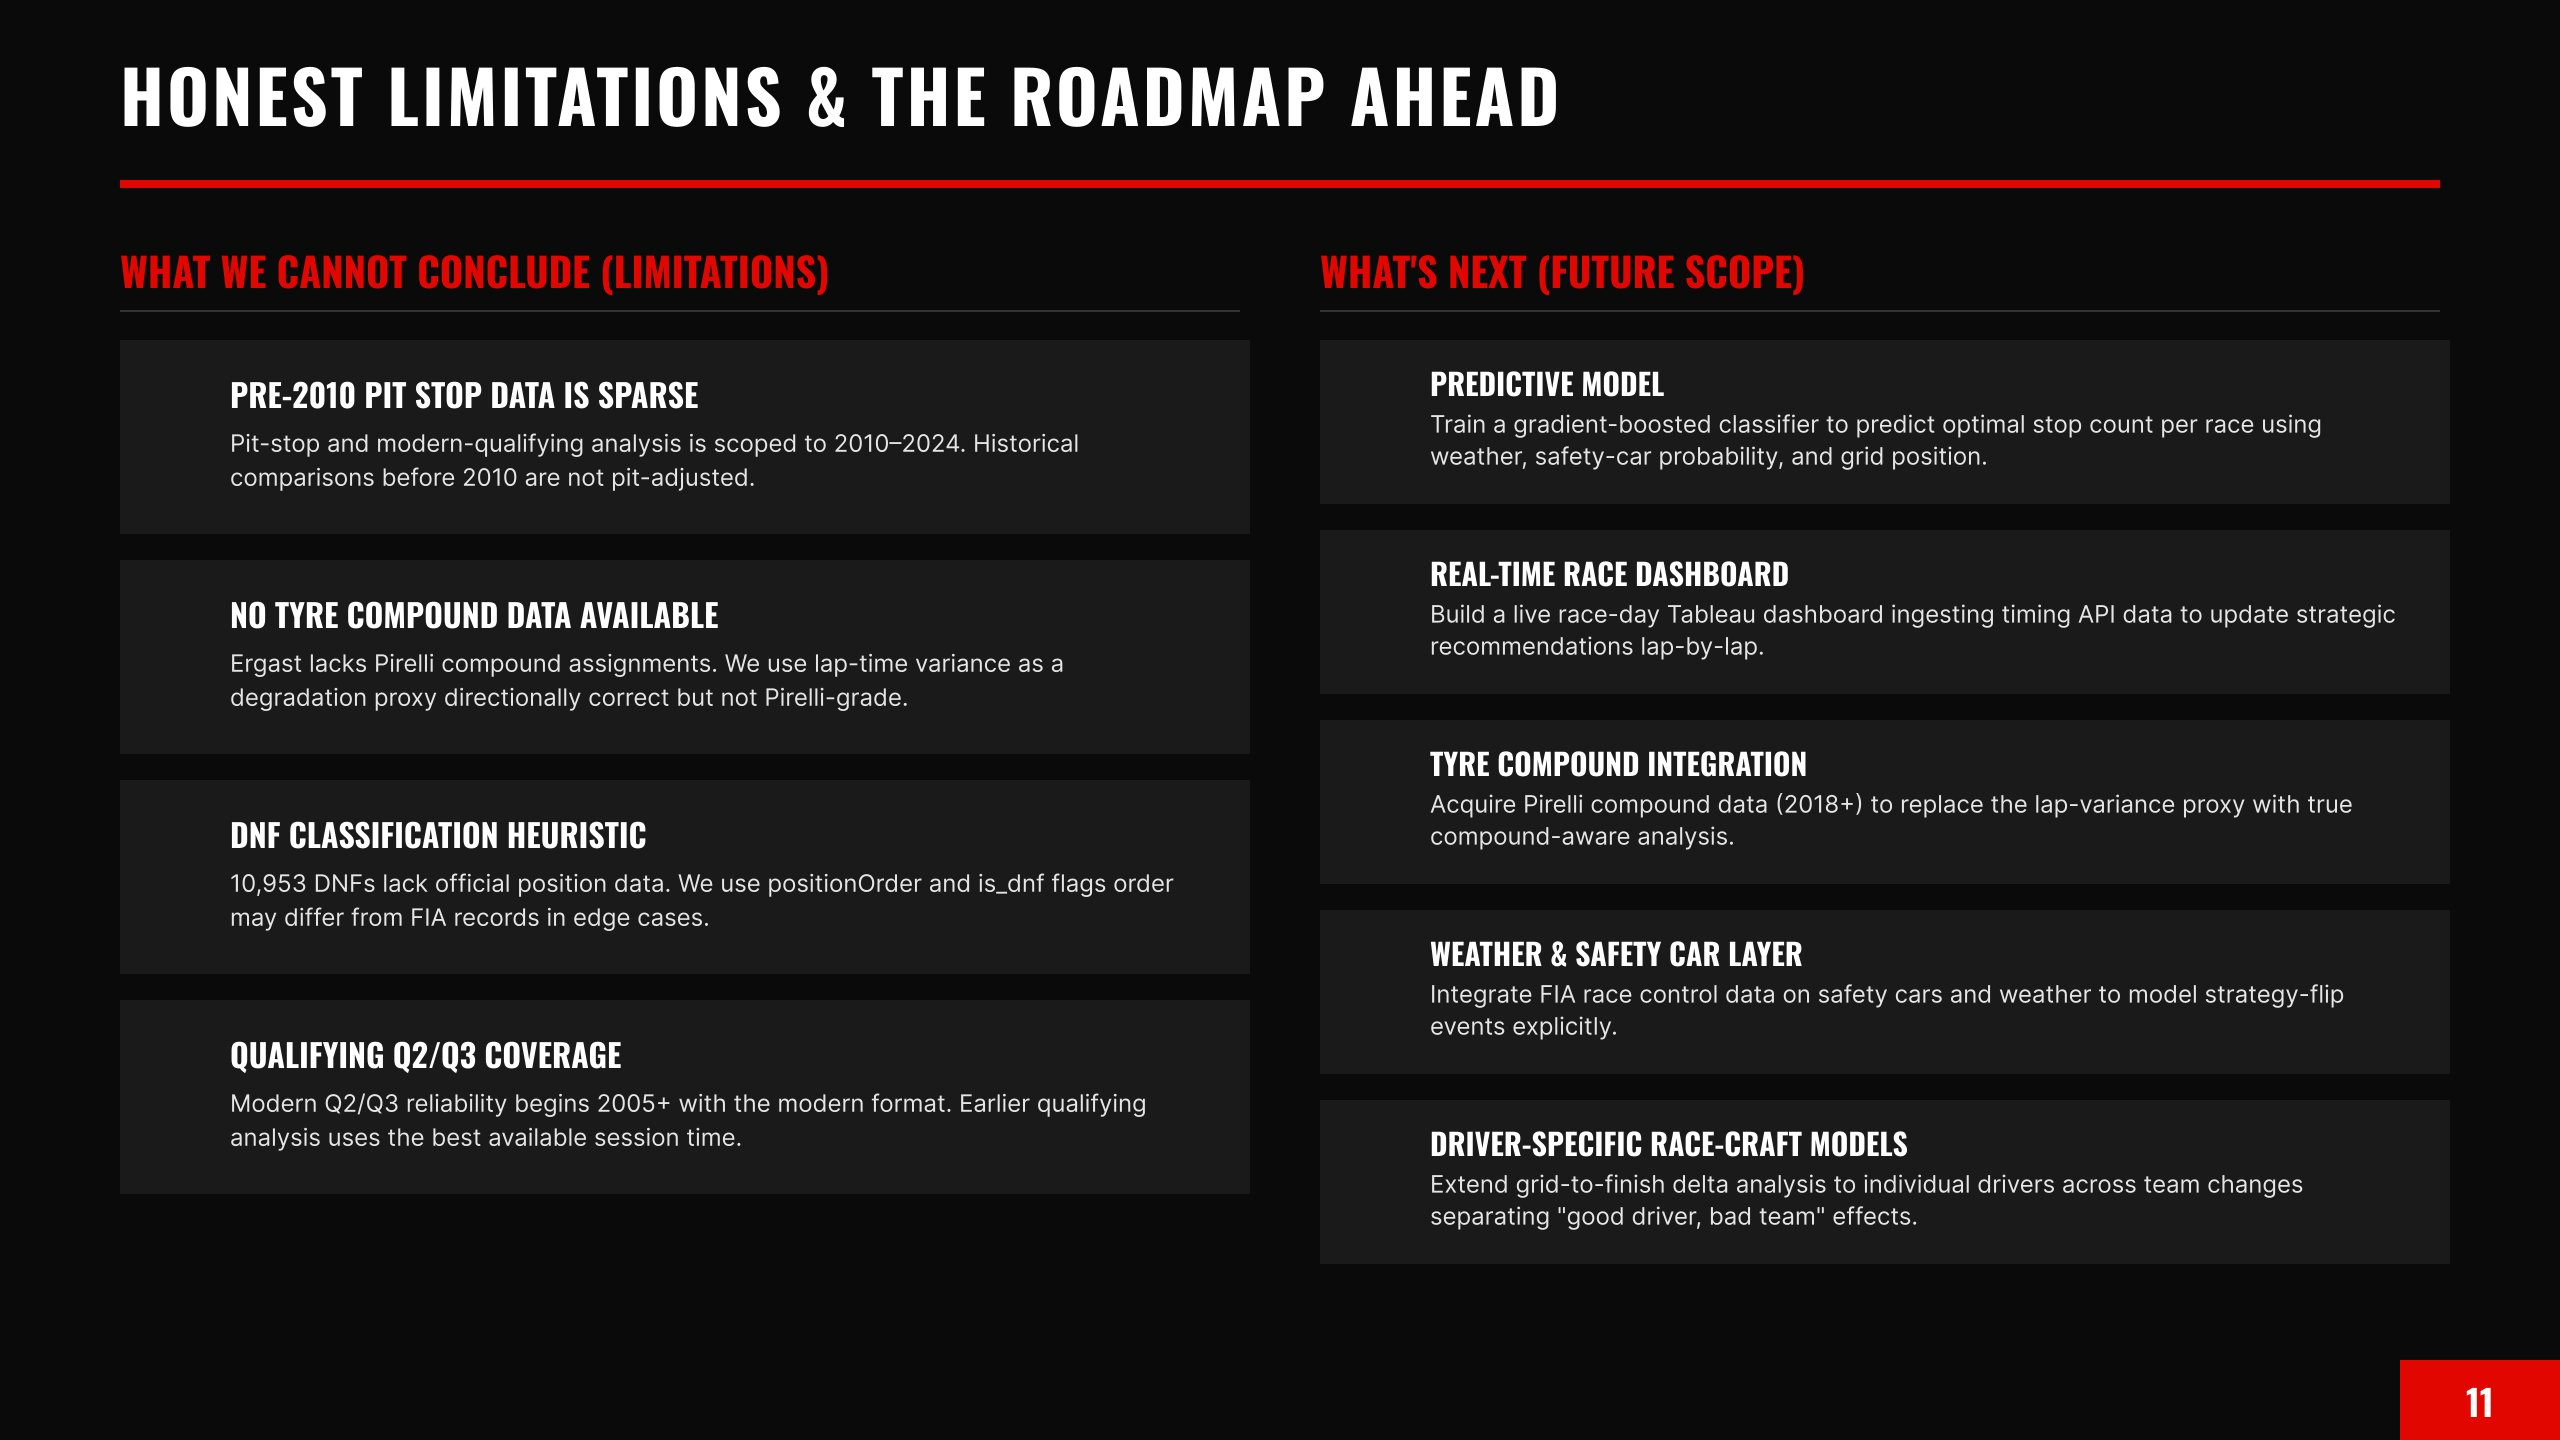 HONEST LIMITATIONS & THE ROADMAP AHEAD
WHAT WE CANNOT CONCLUDE (LIMITATIONS)
PRE-2010 PIT STOP DATA IS SPARSE
Pit-stop and modern-qualifying analysis is scoped to 2010–2024. Historical
comparisons before 2010 are not pit-adjusted.
NO TYRE COMPOUND DATA AVAILABLE
Ergast lacks Pirelli compound assignments. We use lap-time variance as a
degradation proxy directionally correct but not Pirelli-grade.
DNF CLASSIFICATION HEURISTIC
10,953 DNFs lack official position data. We use positionOrder and is_dnf flags order
may differ from FIA records in edge cases.
QUALIFYING Q2/Q3 COVERAGE
Modern Q2/Q3 reliability begins 2005+ with the modern format. Earlier qualifying
analysis uses the best available session time.
WHAT'S NEXT (FUTURE SCOPE)
PREDICTIVE MODEL
Train a gradient-boosted classifier to predict optimal stop count per race using
weather, safety-car probability, and grid position.
REAL-TIME RACE DASHBOARD
Build a live race-day Tableau dashboard ingesting timing API data to update strategic
recommendations lap-by-lap.
TYRE COMPOUND INTEGRATION
Acquire Pirelli compound data (2018+) to replace the lap-variance proxy with true
compound-aware analysis.
WEATHER & SAFETY CAR LAYER
Integrate FIA race control data on safety cars and weather to model strategy-flip
events explicitly.
DRIVER-SPECIFIC RACE-CRAFT MODELS
Extend grid-to-finish delta analysis to individual drivers across team changes
separating "good driver, bad team" effects.
11